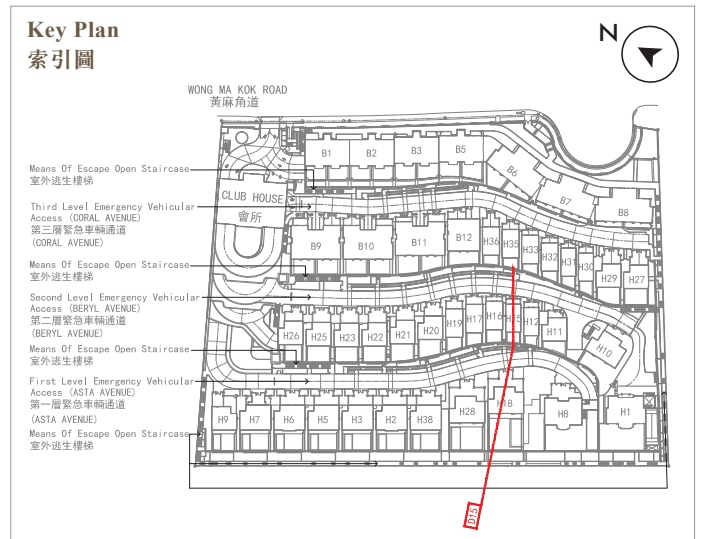 Key Plan
索引圖
N
WONG MA KOK ROAD
黃麻角道
Means Of Escape Open Staircase
室外逃生樓梯
CLUB HOUSE
會所
Third Level Emergency Vehicular
Access (CORAL AVENUE)
第三層緊急車輛通道
(CORAL AVENUE)
Means Of Escape Open Staircase
室外逃生樓梯
Second Level Emergency Vehicular
Access (BERYL AVENUE)
第二層緊急車輛通道
(BERYL AVENUE)
Means Of Escape Open Staircase
室外逃生樓梯
First Level Emergency Vehicular
Access (ASTA AVENUE)
第一層緊急車輛通道
(ASTA AVENUE)
Means Of Escape Open Staircase
室外逃生樓梯
B1 B2 B3 B5 B6 B7 B8
B9 B10 B11 B12 H36 H35 H33 H32 H31 H30 H29 H27
H26 H25 H23 H22 H21 H20 H19 H17 H16 H15 H12 H11 H10
H9 H7 H6 H5 H3 H2 H38 H28 H18 H8 H1
D15